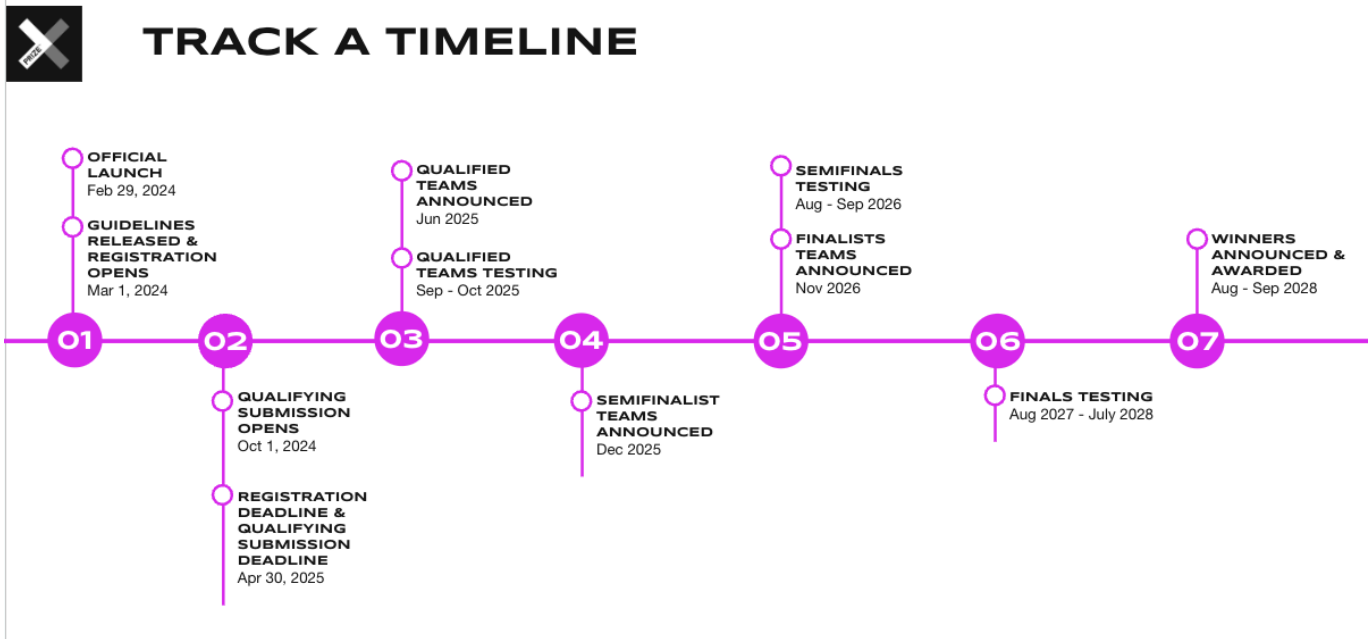 PRIZE
TRACK A TIMELINE
OFFICIAL
LAUNCH
Feb 29, 2024
GUIDELINES
RELEASED &
REGISTRATION
OPENS
Mar 1, 2024
01
02
QUALIFYING
SUBMISSION
OPENS
Oct 1, 2024
REGISTRATION
DEADLINE &
QUALIFYING
SUBMISSION
DEADLINE
Apr 30, 2025
QUALIFIED
TEAMS
ANNOUNCED
Jun 2025
QUALIFIED
TEAMS TESTING
Sep - Oct 2025
03
04
SEMIFINALIST
TEAMS
ANNOUNCED
Dec 2025
SEMIFINALS
TESTING
Aug - Sep 2026
FINALISTS
TEAMS
ANNOUNCED
Nov 2026
05
06
FINALS TESTING
Aug 2027 - July 2028
WINNERS
ANNOUNCED &
AWARDED
Aug - Sep 2028
07